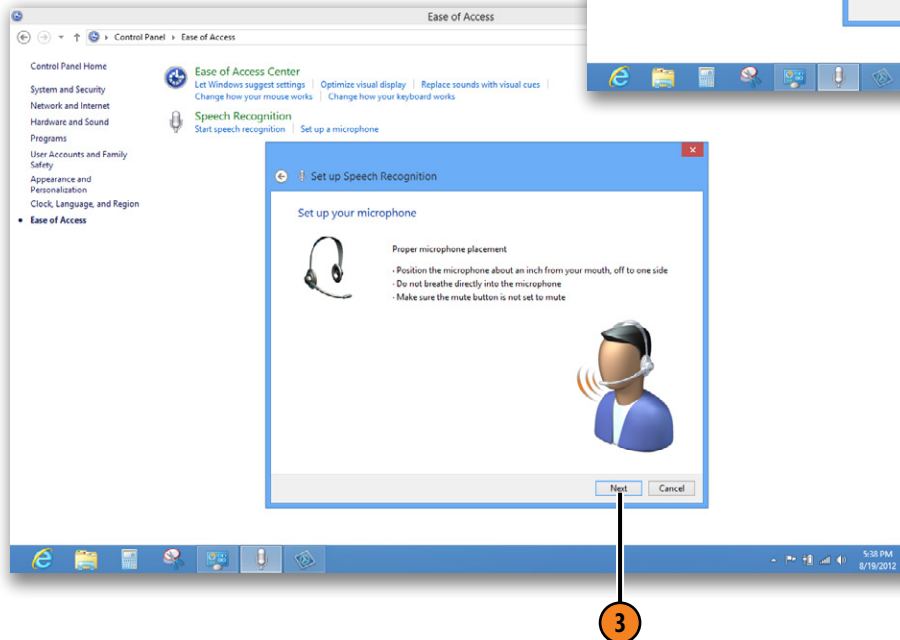 Ease of Access
Control Panel ▸ Ease of Access
Control Panel Home
System and Security
Network and Internet
Hardware and Sound
Programs
User Accounts and Family
Safety
Appearance and
Personalization
Clock, Language, and Region
• Ease of Access
Ease of Access Center
Let Windows suggest settings | Optimize visual display | Replace sounds with visual cues |
Change how your mouse works | Change how your keyboard works
Speech Recognition
Start speech recognition | Set up a microphone
Set up Speech Recognition
Set up your microphone
Proper microphone placement
· Position the microphone about an inch from your mouth, off to one side
· Do not breathe directly into the microphone
· Make sure the mute button is not set to mute
Next Cancel
5:38 PM
8/19/2012
3